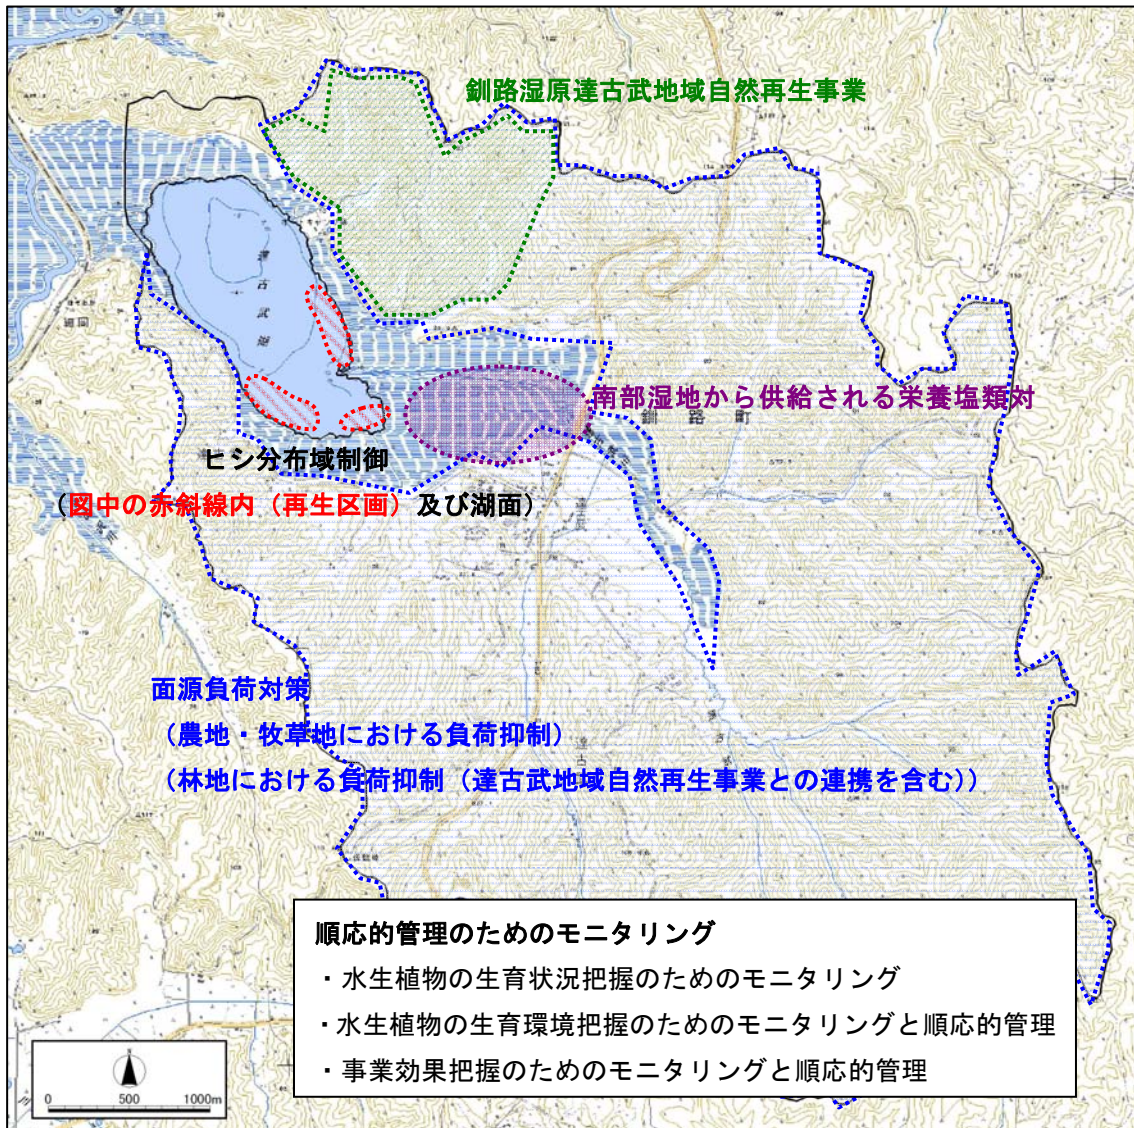 釧路湿原達古武地域自然再生事業
達古武湖
南部湿地から供給される栄養塩類対
釧路町
ヒシ分布域制御
(図中の赤斜線内（再生区画）及び湖面)
面源負荷対策
（農地・牧草地における負荷抑制）
（林地における負荷抑制（達古武地域自然再生事業との連携を含む））
順応的管理のためのモニタリング
・水生植物の生育状況把握のためのモニタリング
・水生植物の生育環境把握のためのモニタリングと順応的管理
・事業効果把握のためのモニタリングと順応的管理
0 500 1000m